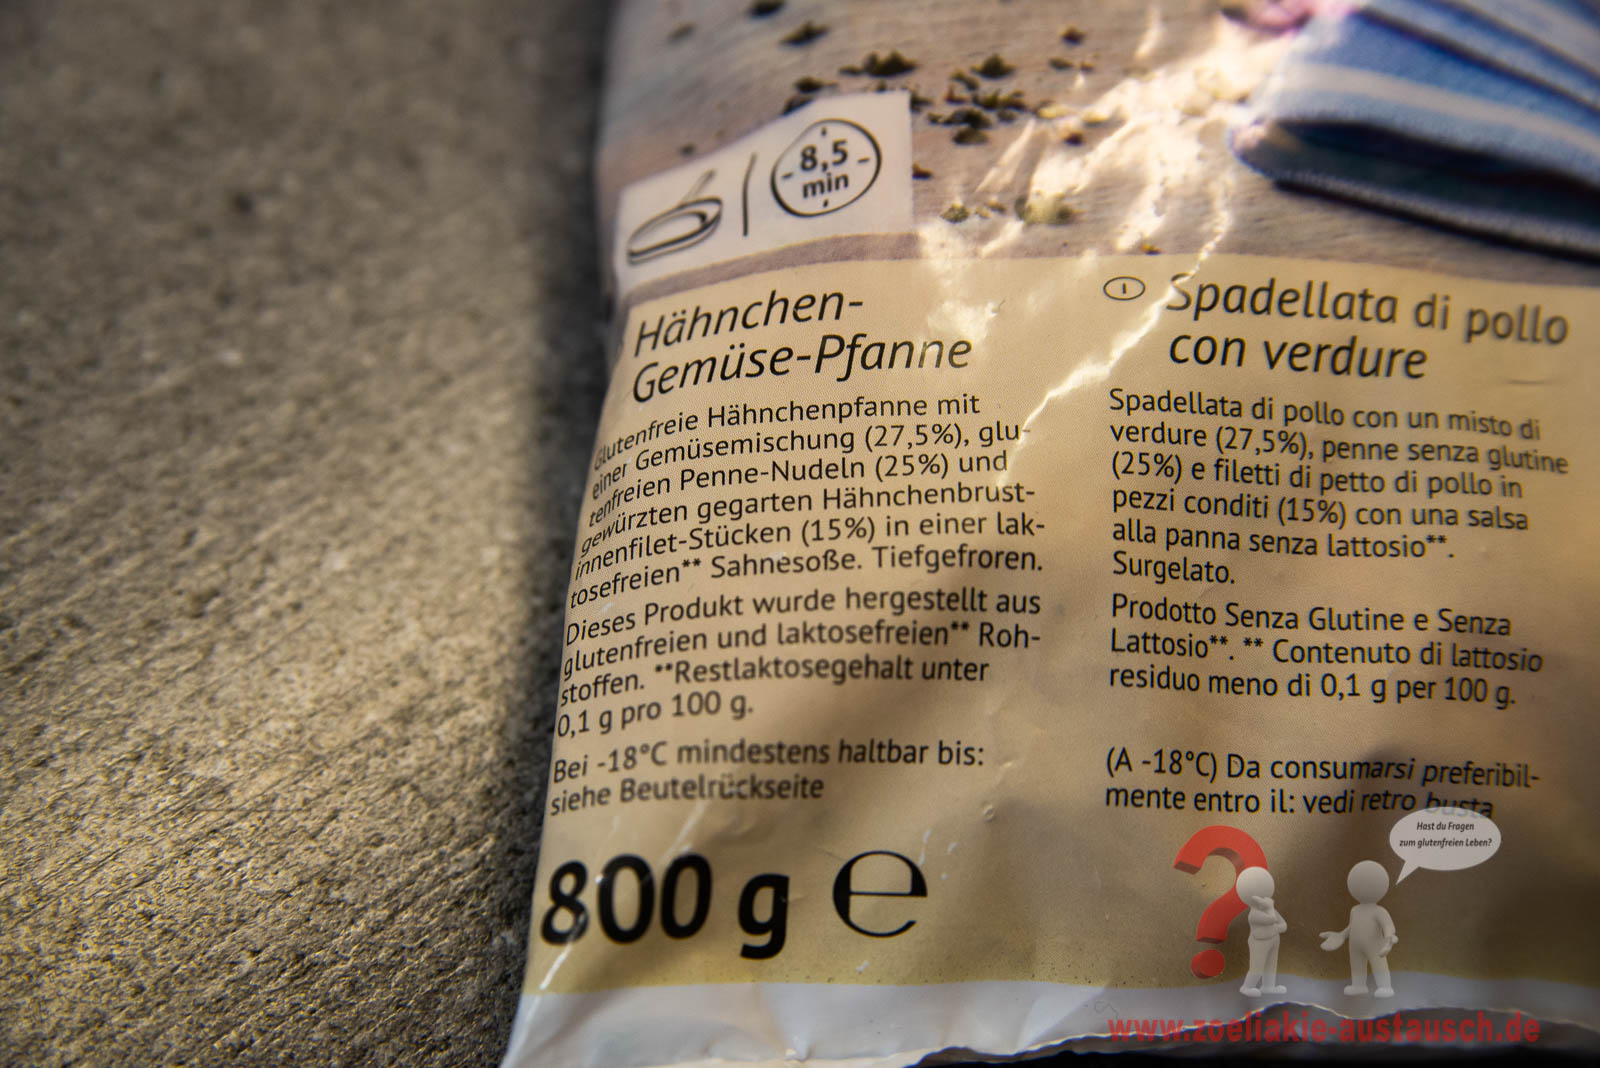 8,5
min
Hähnchen-
Gemüse-Pfanne
Glutenfreie Hähnchenpfanne mit
einer Gemüsemischung (27,5%), glu-
tenfreien Penne-Nudeln (25%) und
gewürzten gegarten Hähnchenbrust-
innenfilet-Stücken (15%) in einer lak-
tosefreien** Sahnesoße. Tiefgefroren.
Dieses Produkt wurde hergestellt aus
glutenfreien und laktosefreien** Roh-
stoffen. **Restlaktosegehalt unter
0,1 g pro 100 g.
Bei -18°C mindestens haltbar bis:
siehe Beutelrückseite
800 g ℮
I Spadellata di pollo
con verdure
Spadellata di pollo con un misto di
verdure (27,5%), penne senza glutine
(25%) e filetti di petto di pollo in
pezzi conditi (15%) con una salsa
alla panna senza lattosio**.
Surgelato.
Prodotto Senza Glutine e Senza
Lattosio**. ** Contenuto di lattosio
residuo meno di 0,1 g per 100 g.
(A -18°C) Da consumarsi preferibil-
mente entro il: vedi retro busta
Hast du Fragen
zum glutenfreien Leben?
www.zoeliakie-austausch.de